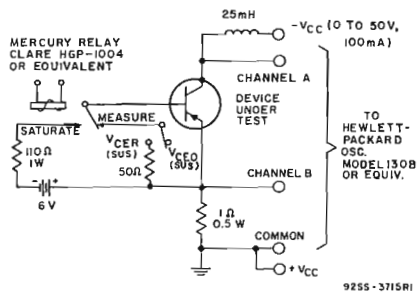 25mH
-VCC (0 TO 50V,
100mA)
MERCURY RELAY
CLARE HGP-1004
OR EQUIVALENT
CHANNEL A
DEVICE
UNDER
TEST
MEASURE
SATURATE
VCER
(SUS)
VCEO
(SUS)
110Ω
1W
50Ω
- +
6 V
TO
HEWLETT-
PACKARD
OSC.
MODEL 130B
OR EQUIV.
CHANNEL B
1Ω
0.5 W
COMMON
+ VCC
92SS-3715R1